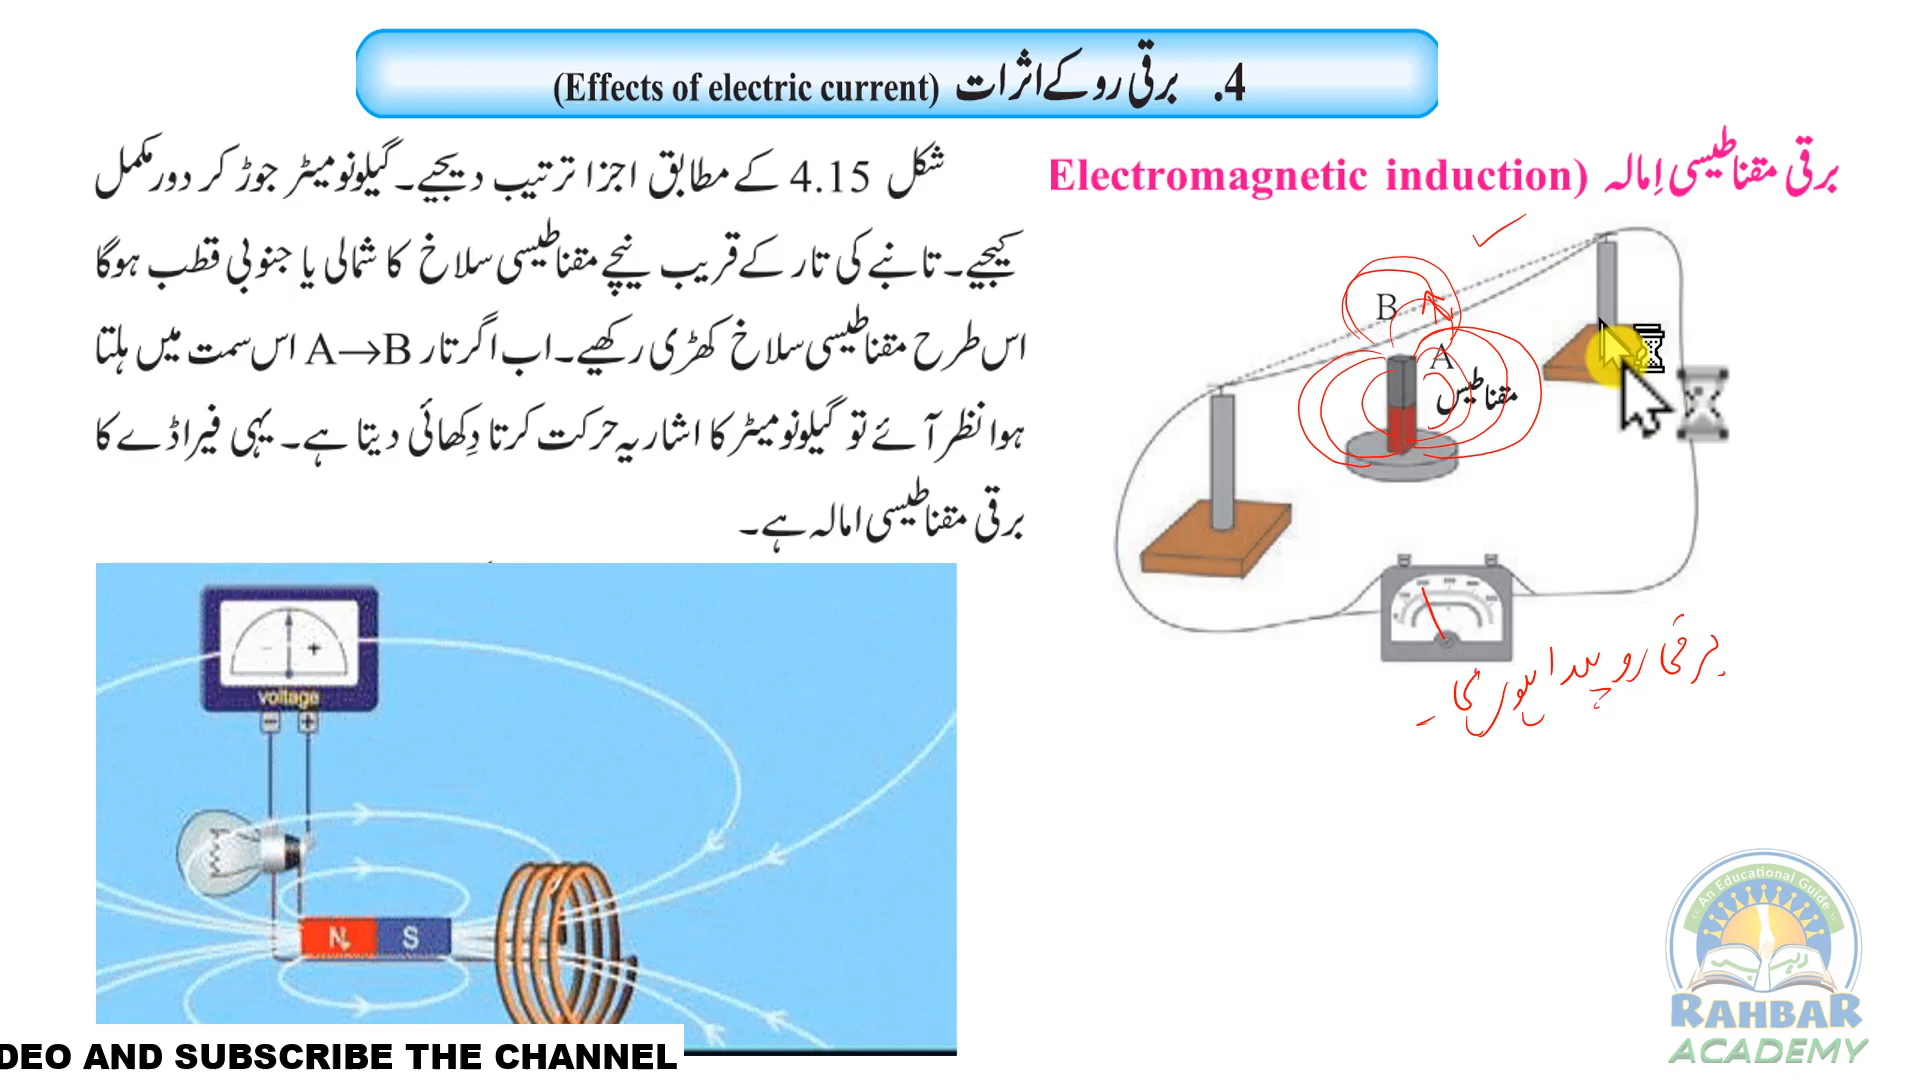 4. برقی رو کے اثرات (Effects of electric current)
برقی مقناطیسی اِمالہ (Electromagnetic induction
شکل 4.15 کے مطابق اجزا ترتیب دیجیے۔ گیلونومیٹر جوڑ کر دور مکمل
کیجیے۔ تانبے کی تار کے قریب نیچے مقناطیسی سلاخ کا شمالی یا جنوبی قطب ہوگا
اس طرح مقناطیسی سلاخ کھڑی رکھیے۔ اب اگر تار A→B اس سمت میں ہلتا
ہوا نظر آئے تو گیلونومیٹر کا اشاریہ حرکت کرتا دِکھائی دیتا ہے۔ یہی فیراڈے کا
برقی مقناطیسی امالہ ہے۔
B
A
مقناطیس
برقی رو پیدا ہوگی۔
- +
voltage
- +
N S
An Educational Guide
رہبر
RAHBAR
ACADEMY
DEO AND SUBSCRIBE THE CHANNEL